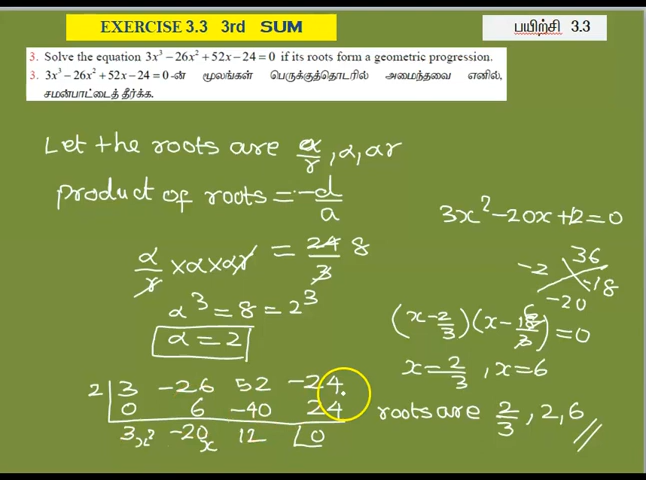 EXERCISE 3.3 3rd SUM
பயிற்சி 3.3
3. Solve the equation 3x³ − 26x² + 52x − 24 = 0 if its roots form a geometric progression.
3. 3x³ − 26x² + 52x − 24 = 0-ன் மூலங்கள் பெருக்குத்தொடரில் அமைந்தவை எனில்,
சமன்பாட்டைத் தீர்க்க.
Let the roots are α/r, α, αr
product of roots = -d/a
α/r × α × αr = 24/3 8
α³ = 8 = 2³
α = 2
2 | 3 -26 52 -24
0 6 -40 24
3x² -20x 12 0
3x² - 20x + 12 = 0
36
-2 -18
-20
(x - 2/3)(x - 18/3 6) = 0
x = 2/3, x = 6
roots are 2/3, 2, 6 //